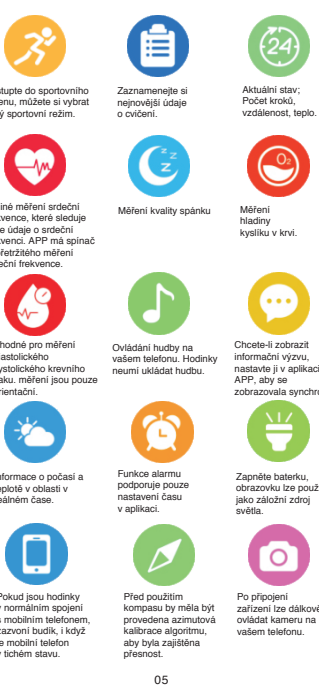 stupte do sportovního
enu, můžete si vybrat
ý sportovní režim.
Zaznamenejte si
nejnovější údaje
o cvičení.
24
Aktuální stav;
Počet kroků,
vzdálenost, teplo.
iné měření srdeční
vence, které sleduje
e údaje o srdeční
venci. APP má spínač
řetržitého měření
eční frekvence.
z z z
Měření kvality spánku
O2
Měření
hladiny
kyslíku v krvi.
hodné pro měření
astolického
ystolického krevního
aku. měření jsou pouze
rientační.
Ovládání hudby na
vašem telefonu. Hodinky
neumí ukládat hudbu.
Chcete-li zobrazit
informační výzvu,
nastavte ji v aplikaci
APP, aby se
zobrazovala synchro
nformace o počasí a
eplotě v oblasti v
eálném čase.
Funkce alarmu
podporuje pouze
nastavení času
v aplikaci.
Zapněte baterku,
obrazovku lze použ
jako záložní zdroj
světla.
Pokud jsou hodinky
v normálním spojení
s mobilním telefonem,
zazvoní budík, i když
e mobilní telefon
v tichém stavu.
Před použitím
kompasu by měla být
provedena azimutová
kalibrace algoritmu,
aby byla zajištěna
přesnost.
Po připojení
zařízení lze dálkově
ovládat kameru na
vašem telefonu.
05